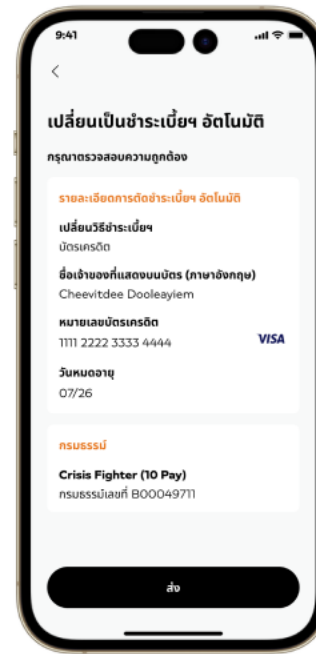 9:41
เปลี่ยนเป็นชำระเบี้ยฯ อัตโนมัติ
กรุณาตรวจสอบความถูกต้อง
รายละเอียดการตัดชำระเบี้ยฯ อัตโนมัติ
เปลี่ยนวิธีชำระเบี้ยฯ
บัตรเครดิต
ชื่อเจ้าของที่แสดงบนบัตร (ภาษาอังกฤษ)
Cheevitdee Dooleayiem
หมายเลขบัตรเครดิต
1111 2222 3333 4444 VISA
วันหมดอายุ
07/26
กรมธรรม์
Crisis Fighter (10 Pay)
กรมธรรม์เลขที่ B00049711
ส่ง